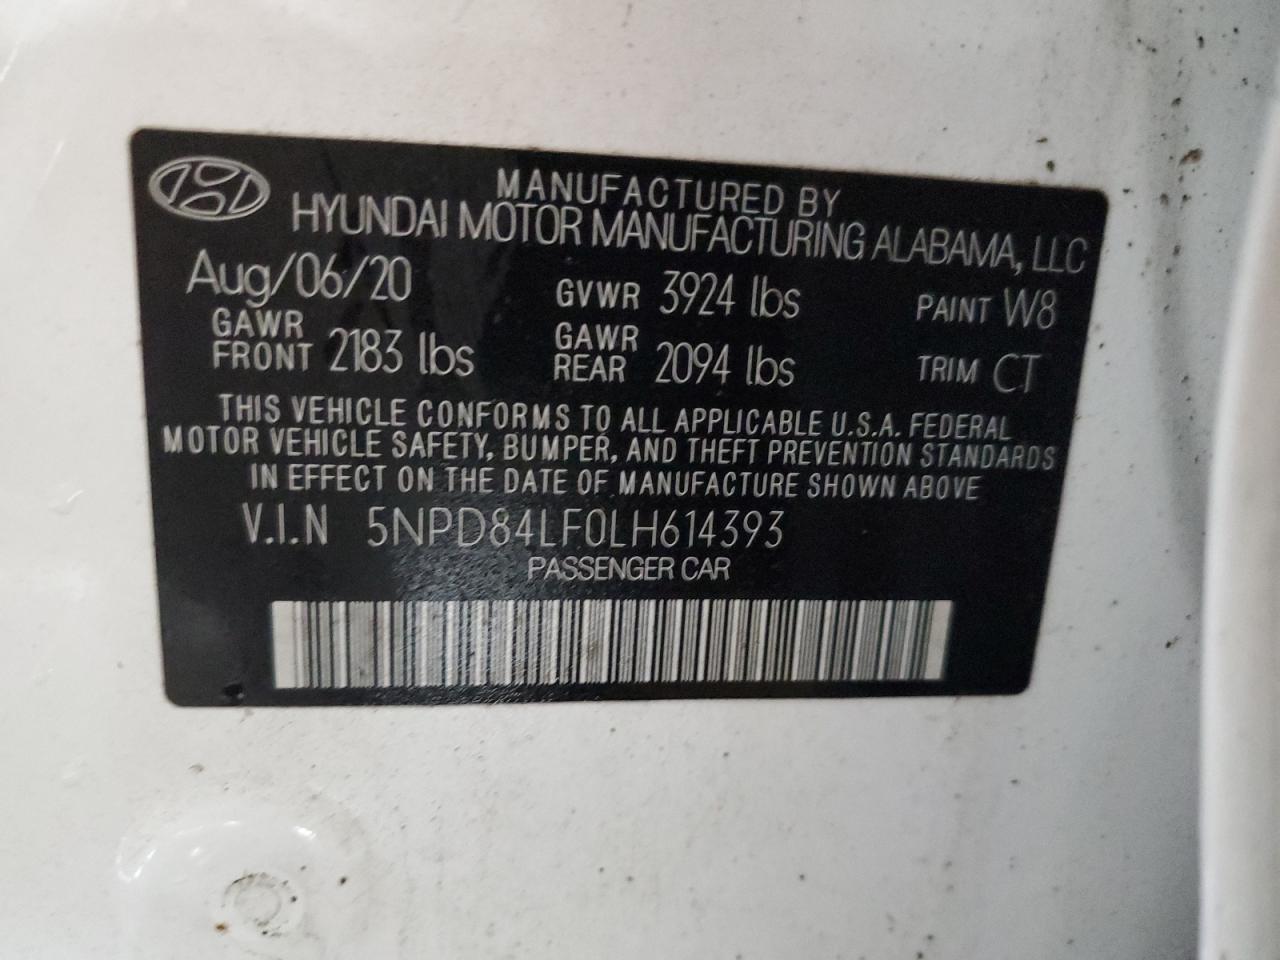 MANUFACTURED BY
HYUNDAI MOTOR MANUFACTURING ALABAMA, LLC
Aug/06/20 GVWR 3924 lbs PAINT W8
GAWR FRONT 2183 lbs GAWR REAR 2094 lbs TRIM CT
THIS VEHICLE CONFORMS TO ALL APPLICABLE U.S.A. FEDERAL
MOTOR VEHICLE SAFETY, BUMPER, AND THEFT PREVENTION STANDARDS
IN EFFECT ON THE DATE OF MANUFACTURE SHOWN ABOVE
V.I.N 5NPD84LF0LH614393
PASSENGER CAR